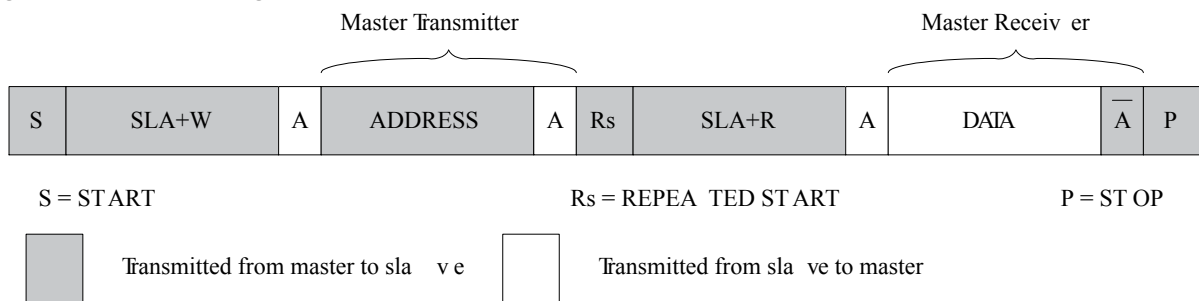 Master Transmitter Master Receiv er
S SLA+W A ADDRESS A Rs SLA+R A DATA A P
S = ST ART Rs = REPEA TED ST ART P = ST OP
Transmitted from master to sla v e Transmitted from sla ve to master